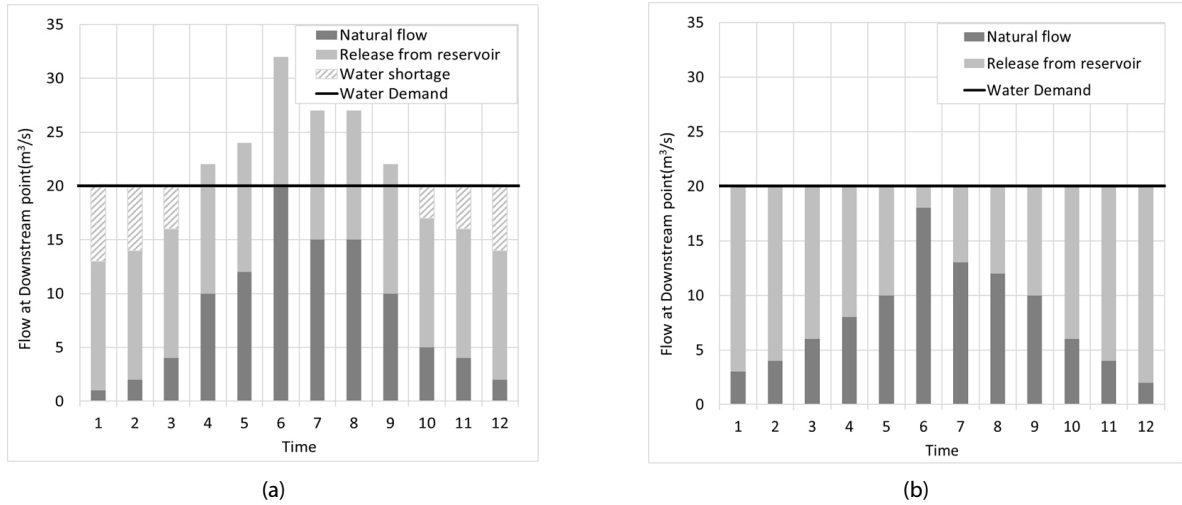 35
30
25
20
15
10
5
0
Flow at Downstream point(m³/s)
Natural flow
Release from reservoir
Water shortage
Water Demand
1 2 3 4 5 6 7 8 9 10 11 12
Time
(a)
35
30
25
20
15
10
5
0
Flow at Downstream point(m³/s)
Natural flow
Release from reservoir
Water Demand
1 2 3 4 5 6 7 8 9 10 11 12
Time
(b)